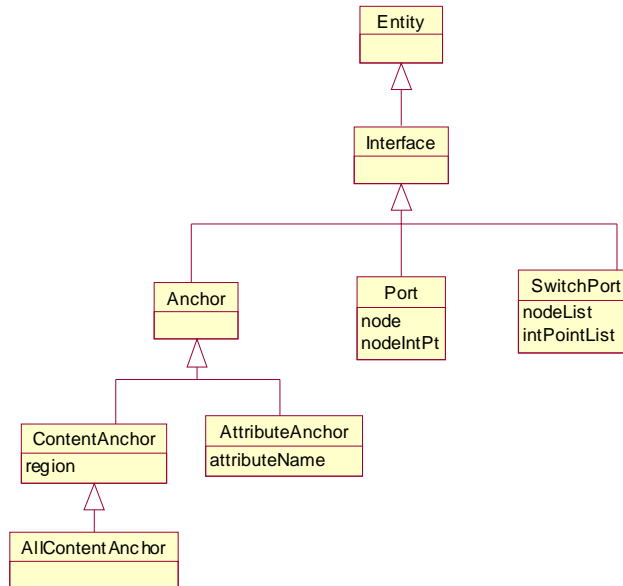 Entity
Interface
Anchor
Port
node
nodeIntPt
SwitchPort
nodeList
intPointList
ContentAnchor
region
AttributeAnchor
attributeName
AllContentAnchor